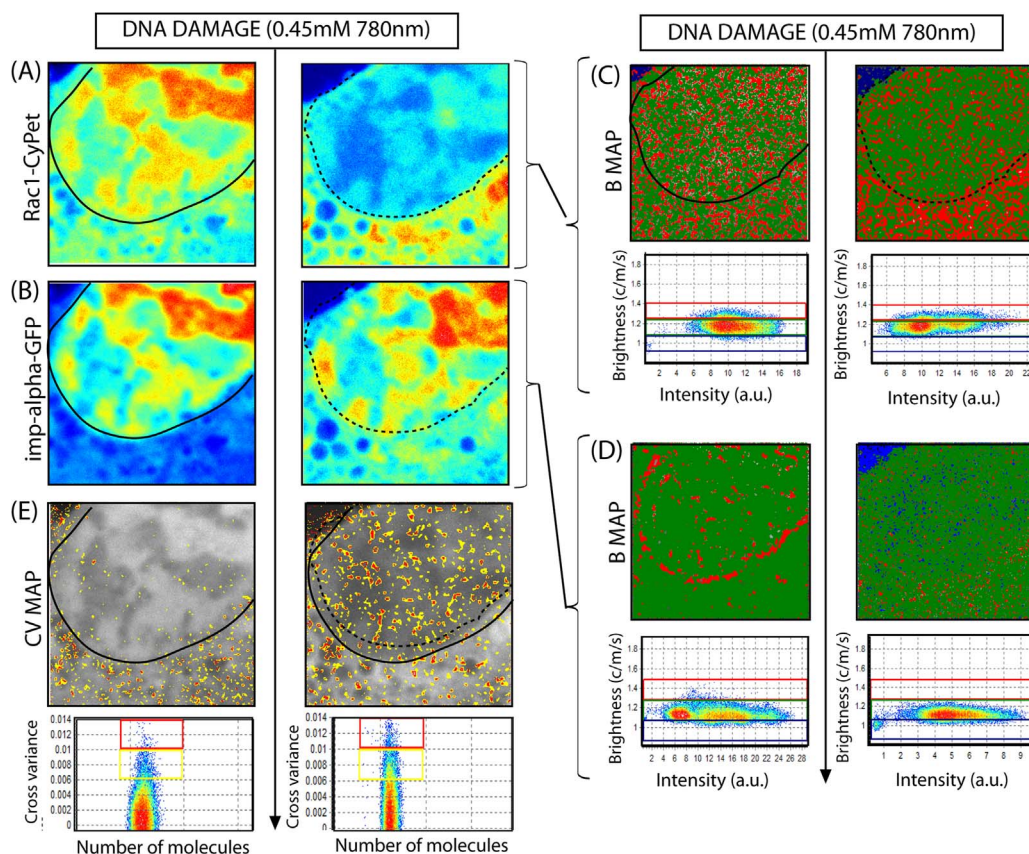 DNA DAMAGE (0.45mM 780nm)
DNA DAMAGE (0.45mM 780nm)
(A)
Rac1-CyPet
(B)
imp-alpha-GFP
(E)
CV MAP
Cross variance
0.014
0.012
0.01
0.008
0.006
0.004
0.002
0
Number of molecules
Cross variance
0.014
0.012
0.01
0.008
0.006
0.004
0.002
0
Number of molecules
(C)
B MAP
Brightness (c/m/s)
1.8
1.6
1.4
1.2
1
2 4 6 8 10 12 14 16 18
Intensity (a.u.)
Brightness (c/m/s)
1.8
1.6
1.4
1.2
1
6 8 10 12 14 16 18 20 22
Intensity (a.u.)
(D)
B MAP
Brightness (c/m/s)
1.8
1.6
1.4
1.2
1
2 4 6 8 10 12 14 16 18 20 22 24 26 28
Intensity (a.u.)
Brightness (c/m/s)
1.8
1.6
1.4
1.2
1
1 2 3 4 5 6 7 8 9
Intensity (a.u.)